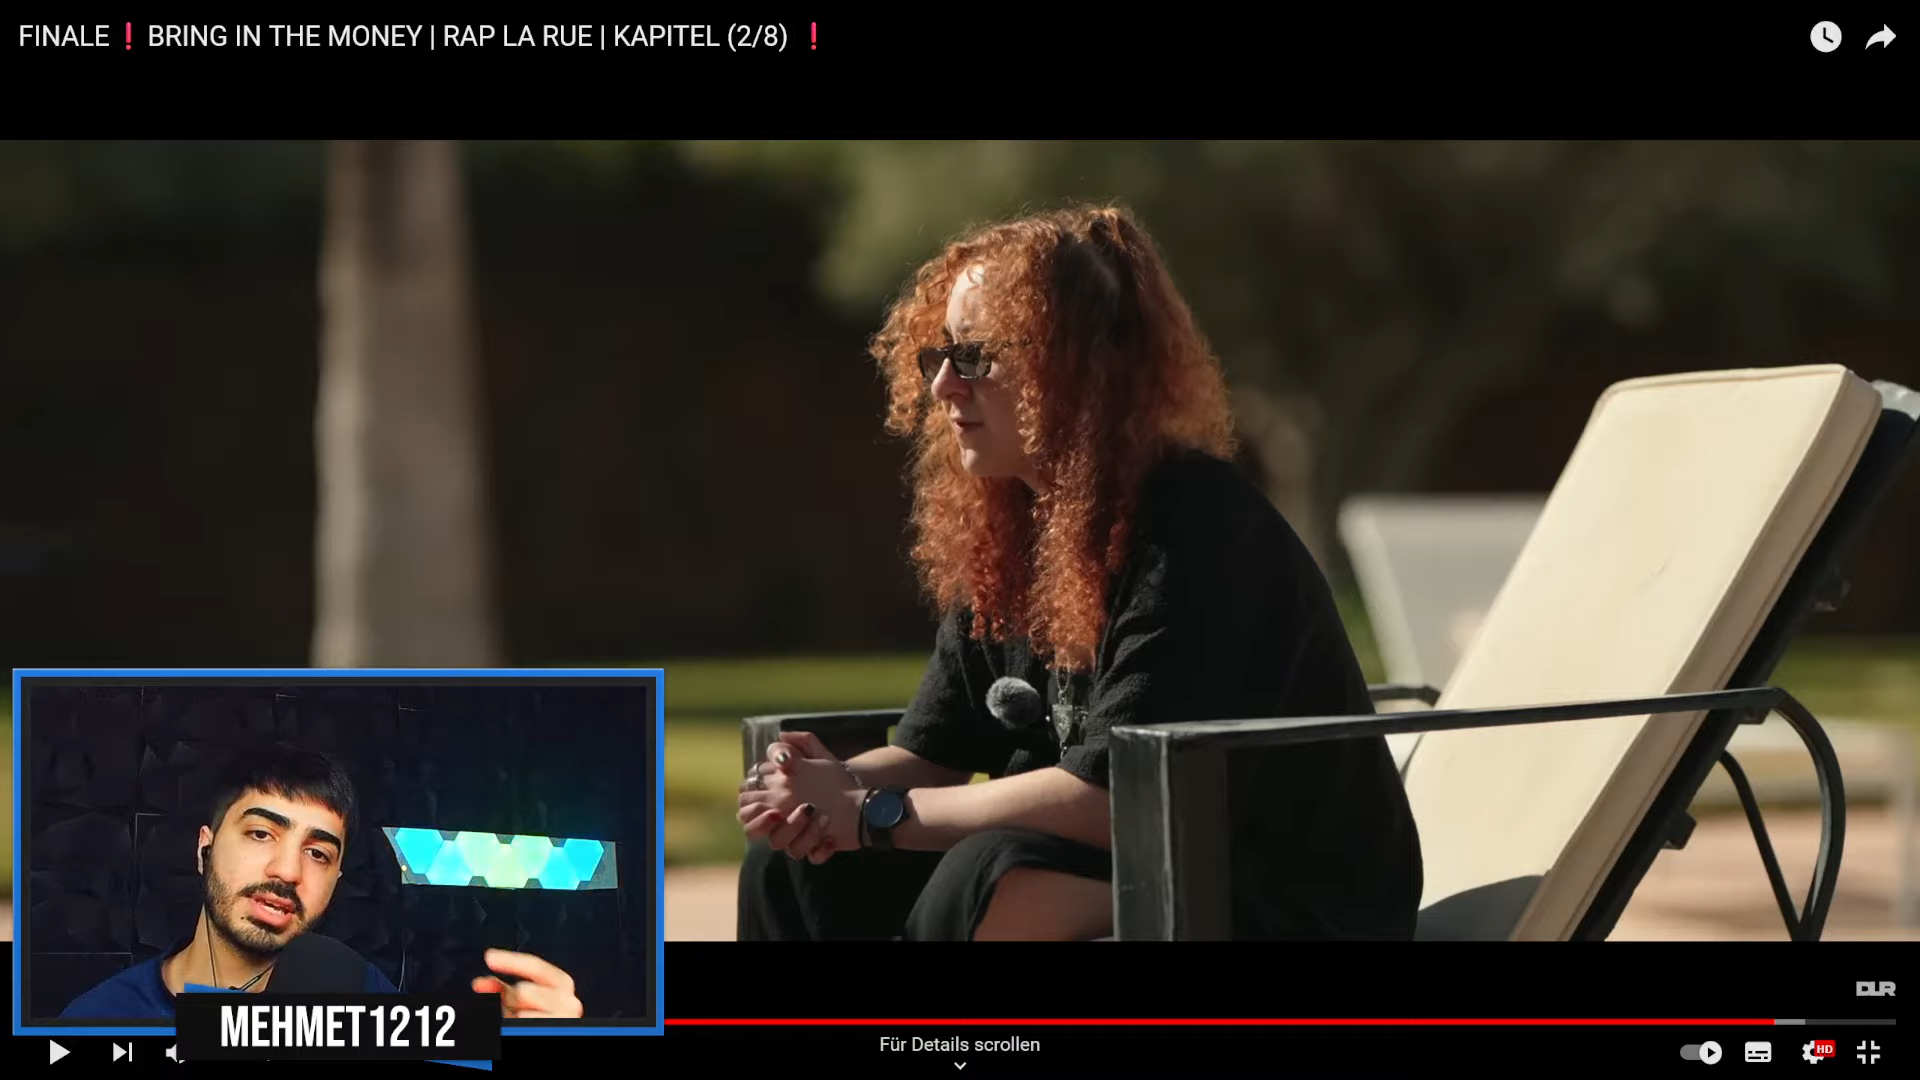 FINALE❗BRING IN THE MONEY | RAP LA RUE | KAPITEL (2/8) ❗
DLR
MEHMET1212
Für Details scrollen
HD